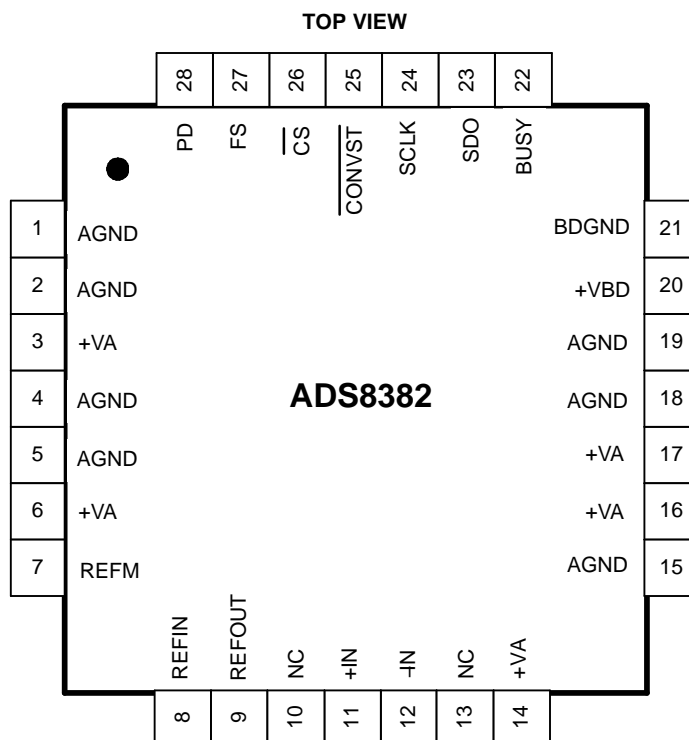 TOP VIEW
28 27 26 25 24 23 22
PD FS CS CONVST SCLK SDO BUSY
1 AGND BDGND 21
2 AGND +VBD 20
3 +VA AGND 19
ADS8382
4 AGND AGND 18
5 AGND +VA 17
6 +VA +VA 16
7 REFM AGND 15
REFIN REFOUT NC +IN -IN NC +VA
8 9 10 11 12 13 14